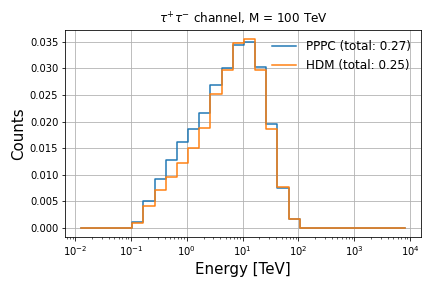 τ⁺τ⁻ channel, M = 100 TeV
PPPC (total: 0.27)
HDM (total: 0.25)
Counts
0.035
0.030
0.025
0.020
0.015
0.010
0.005
0.000
10⁻² 10⁻¹ 10⁰ 10¹ 10² 10³ 10⁴
Energy [TeV]